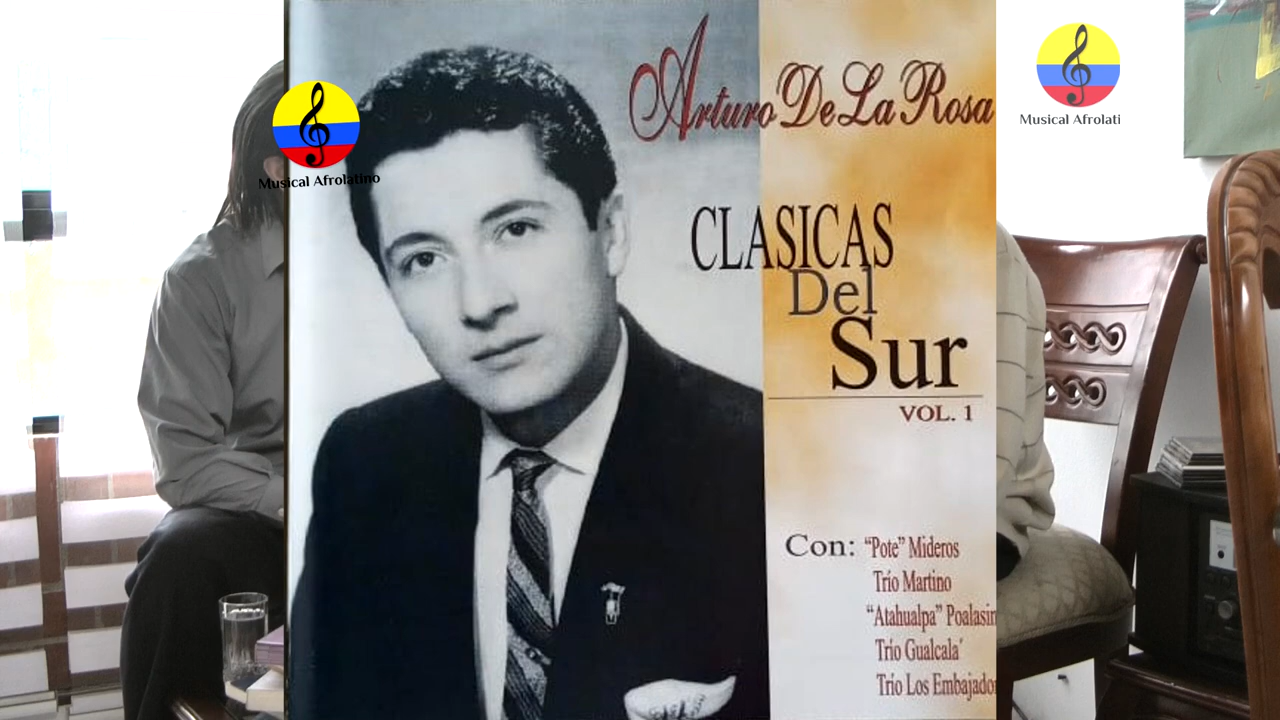 Arturo De La Rosa
CLASICAS
Del
Sur
VOL. 1
Con: “Pote” Mideros
Trío Martino
“Atahualpa” Poalasin
Trío Gualcalá
Trío Los Embajador
Musical Afrolatino
Musical Afrolati